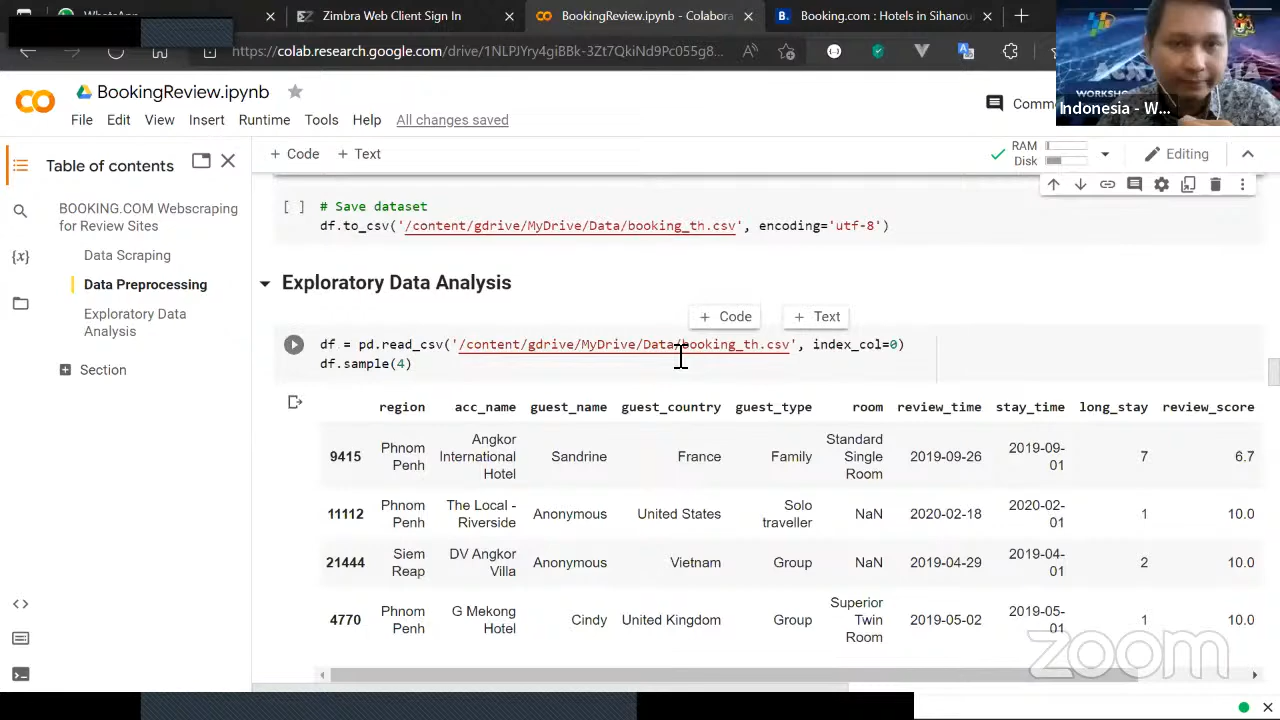 WhatsApp
Zimbra Web Client Sign In
BookingReview.ipynb - Colabora
Booking.com : Hotels in Sihanou
https://colab.research.google.com/drive/1NLPJYry4giBBk-3Zt7QkiNd9Pc055g8...
WORKSHO
Indonesia - W...
BookingReview.ipynb
Comme
File Edit View Insert Runtime Tools Help All changes saved
Table of contents
+ Code + Text
RAM
Disk
Editing
BOOKING.COM Webscraping for Review Sites
Data Scraping
Data Preprocessing
Exploratory Data Analysis
Section
[ ] # Save dataset
df.to_csv('/content/gdrive/MyDrive/Data/booking_th.csv', encoding='utf-8')
Exploratory Data Analysis
+ Code + Text
df = pd.read_csv('/content/gdrive/MyDrive/Data/booking_th.csv', index_col=0)
df.sample(4)
region acc_name guest_name guest_country guest_type room review_time stay_time long_stay review_score
9415 Phnom Penh Angkor International Hotel Sandrine France Family Standard Single Room 2019-09-26 2019-09-01 7 6.7
11112 Phnom Penh The Local - Riverside Anonymous United States Solo traveller NaN 2020-02-18 2020-02-01 1 10.0
21444 Siem Reap DV Angkor Villa Anonymous Vietnam Group NaN 2019-04-29 2019-04-01 2 10.0
4770 Phnom Penh G Mekong Hotel Cindy United Kingdom Group Superior Twin Room 2019-05-02 2019-05-01 1 10.0
zoom